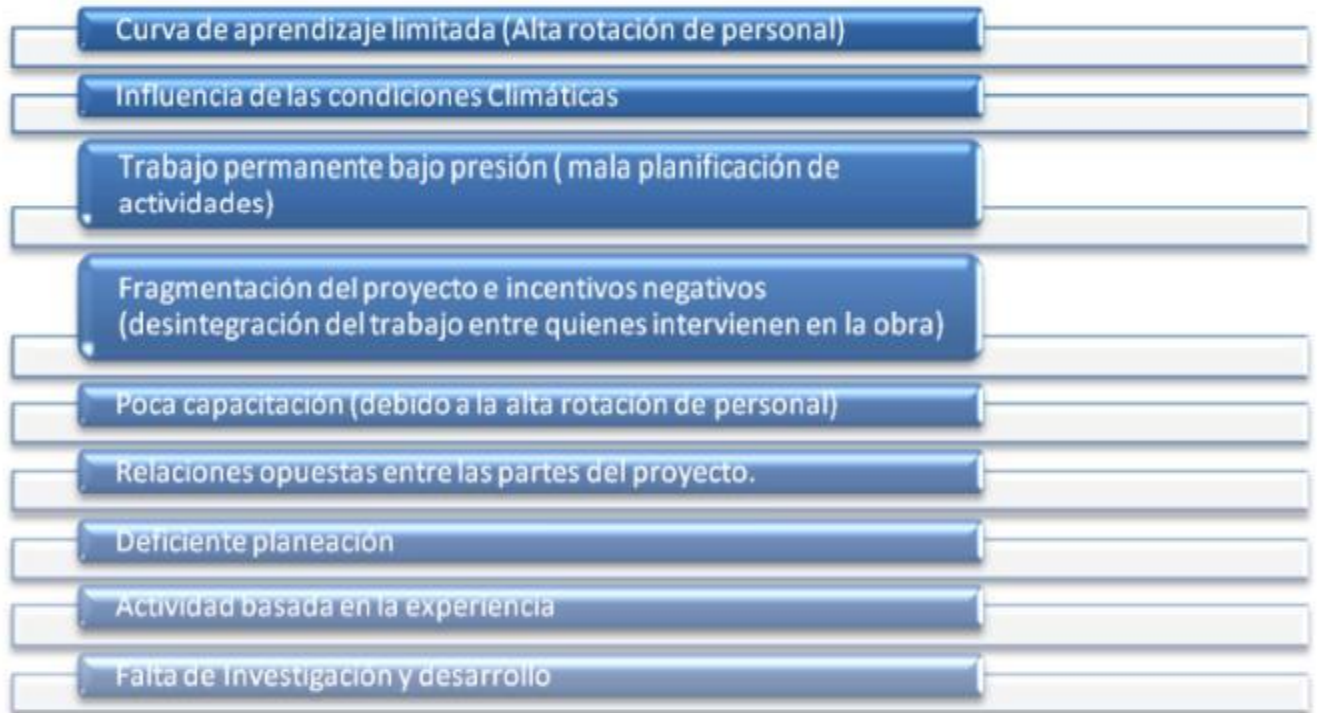 Curva de aprendizaje limitada (Alta rotación de personal)
Influencia de las condiciones Climáticas
Trabajo permanente bajo presión ( mala planificación de
actividades)
Fragmentación del proyecto e incentivos negativos
(desintegración del trabajo entre quienes intervienen en la obra)
Poca capacitación (debido a la alta rotación de personal)
Relaciones opuestas entre las partes del proyecto.
Deficiente planeación
Actividad basada en la experiencia
Falta de Investigación y desarrollo